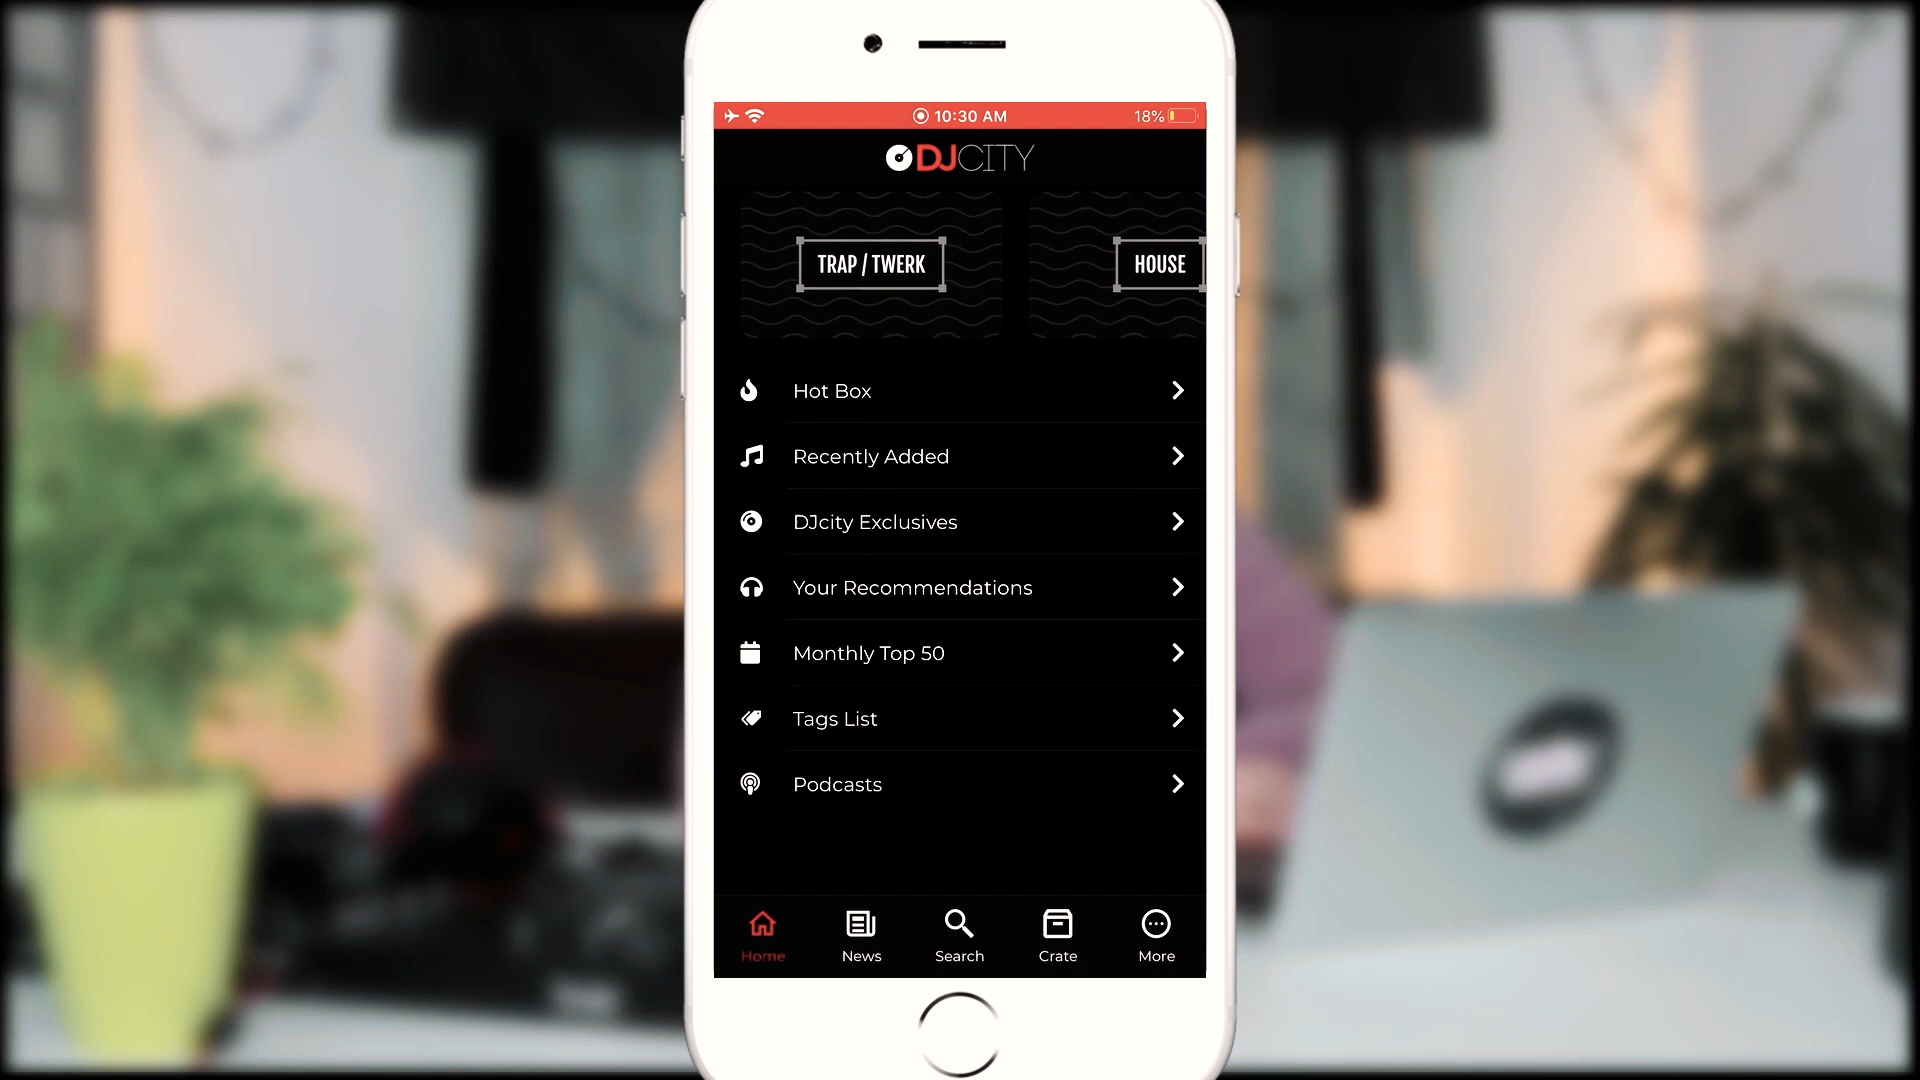 10:30 AM
18%
DJCITY
TRAP / TWERK
HOUSE
Hot Box
Recently Added
DJcity Exclusives
Your Recommendations
Monthly Top 50
Tags List
Podcasts
Home
News
Search
Crate
More